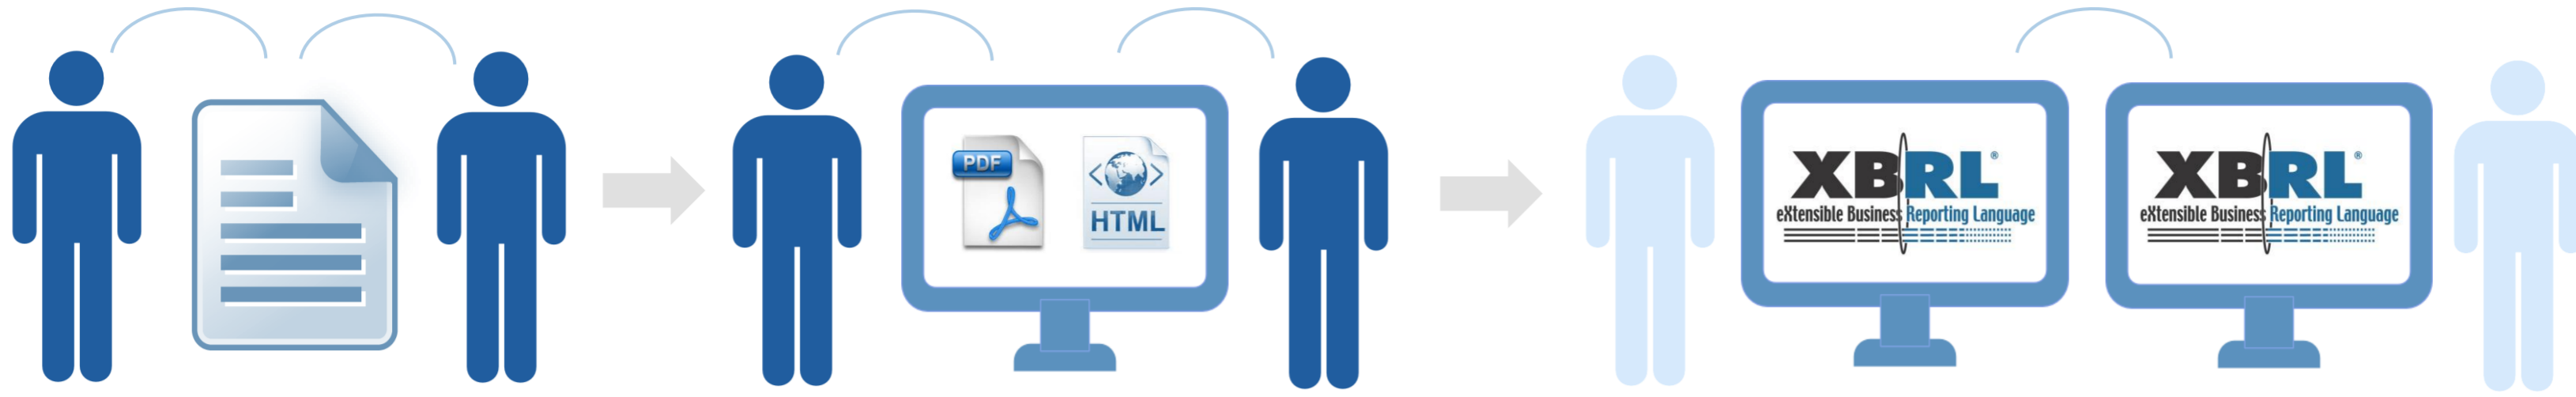 PDF
HTML
XBRL®
eXtensible Business Reporting Language
XBRL®
eXtensible Business Reporting Language